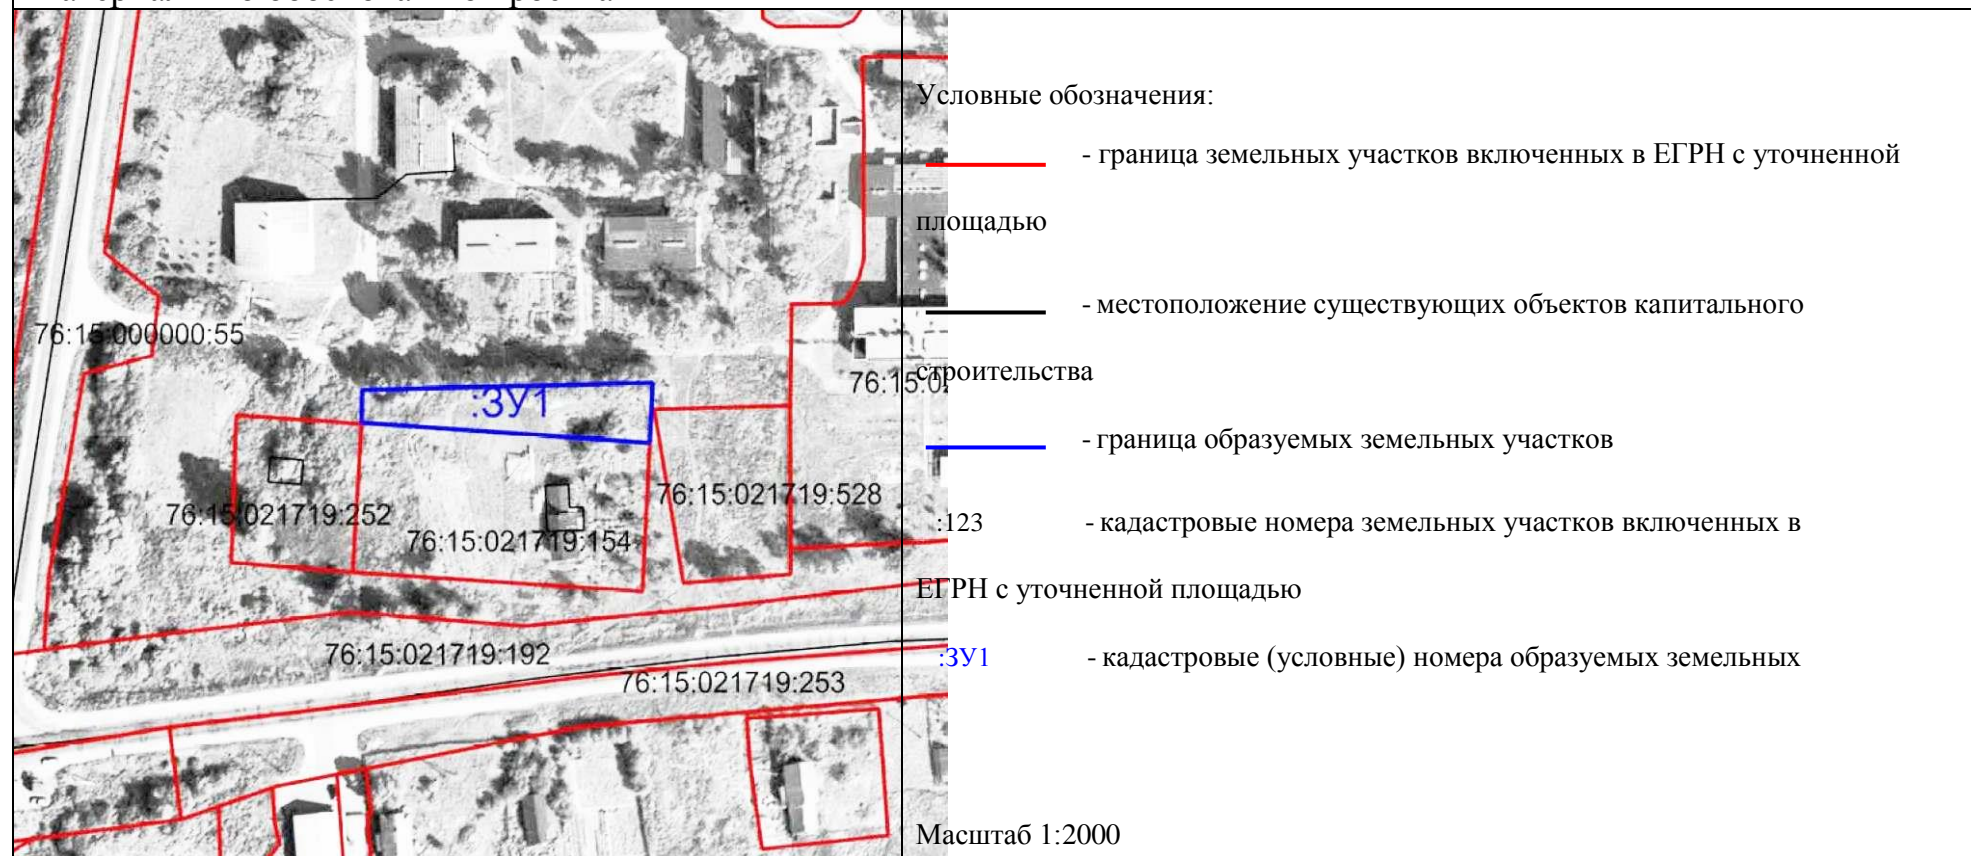 76:15:000000:55
:ЗУ1
76:15:02
76:15:021719:252
76:15:021719:154
76:15:021719:528
76:15:021719:192
76:15:021719:253
Условные обозначения:
- граница земельных участков включенных в ЕГРН с уточненной
площадью
- местоположение существующих объектов капитального
строительства
- граница образуемых земельных участков
:123 - кадастровые номера земельных участков включенных в
ЕГРН с уточненной площадью
:ЗУ1 - кадастровые (условные) номера образуемых земельных
Масштаб 1:2000